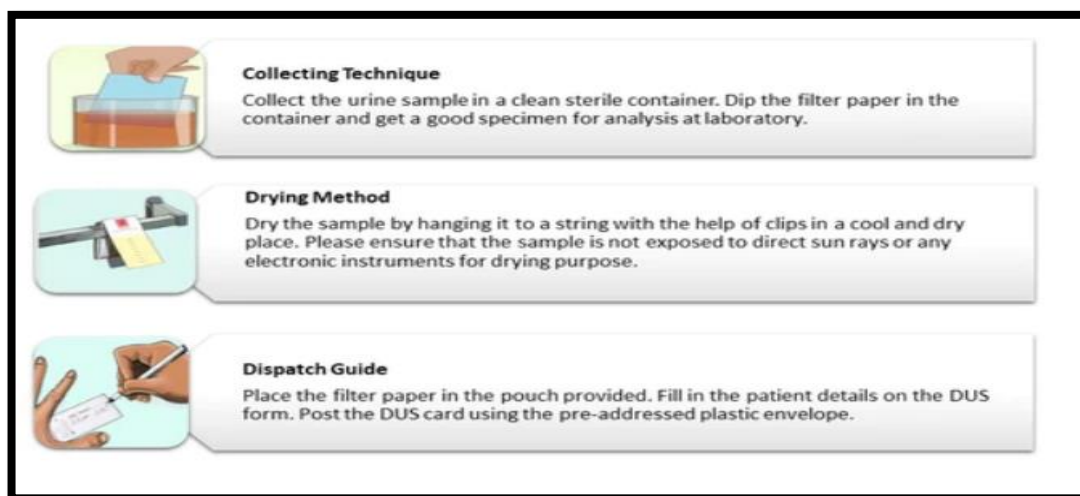 Collecting Technique
Collect the urine sample in a clean sterile container. Dip the filter paper in the
container and get a good specimen for analysis at laboratory.
Drying Method
Dry the sample by hanging it to a string with the help of clips in a cool and dry
place. Please ensure that the sample is not exposed to direct sun rays or any
electronic instruments for drying purpose.
Dispatch Guide
Place the filter paper in the pouch provided. Fill in the patient details on the DUS
form. Post the DUS card using the pre-addressed plastic envelope.